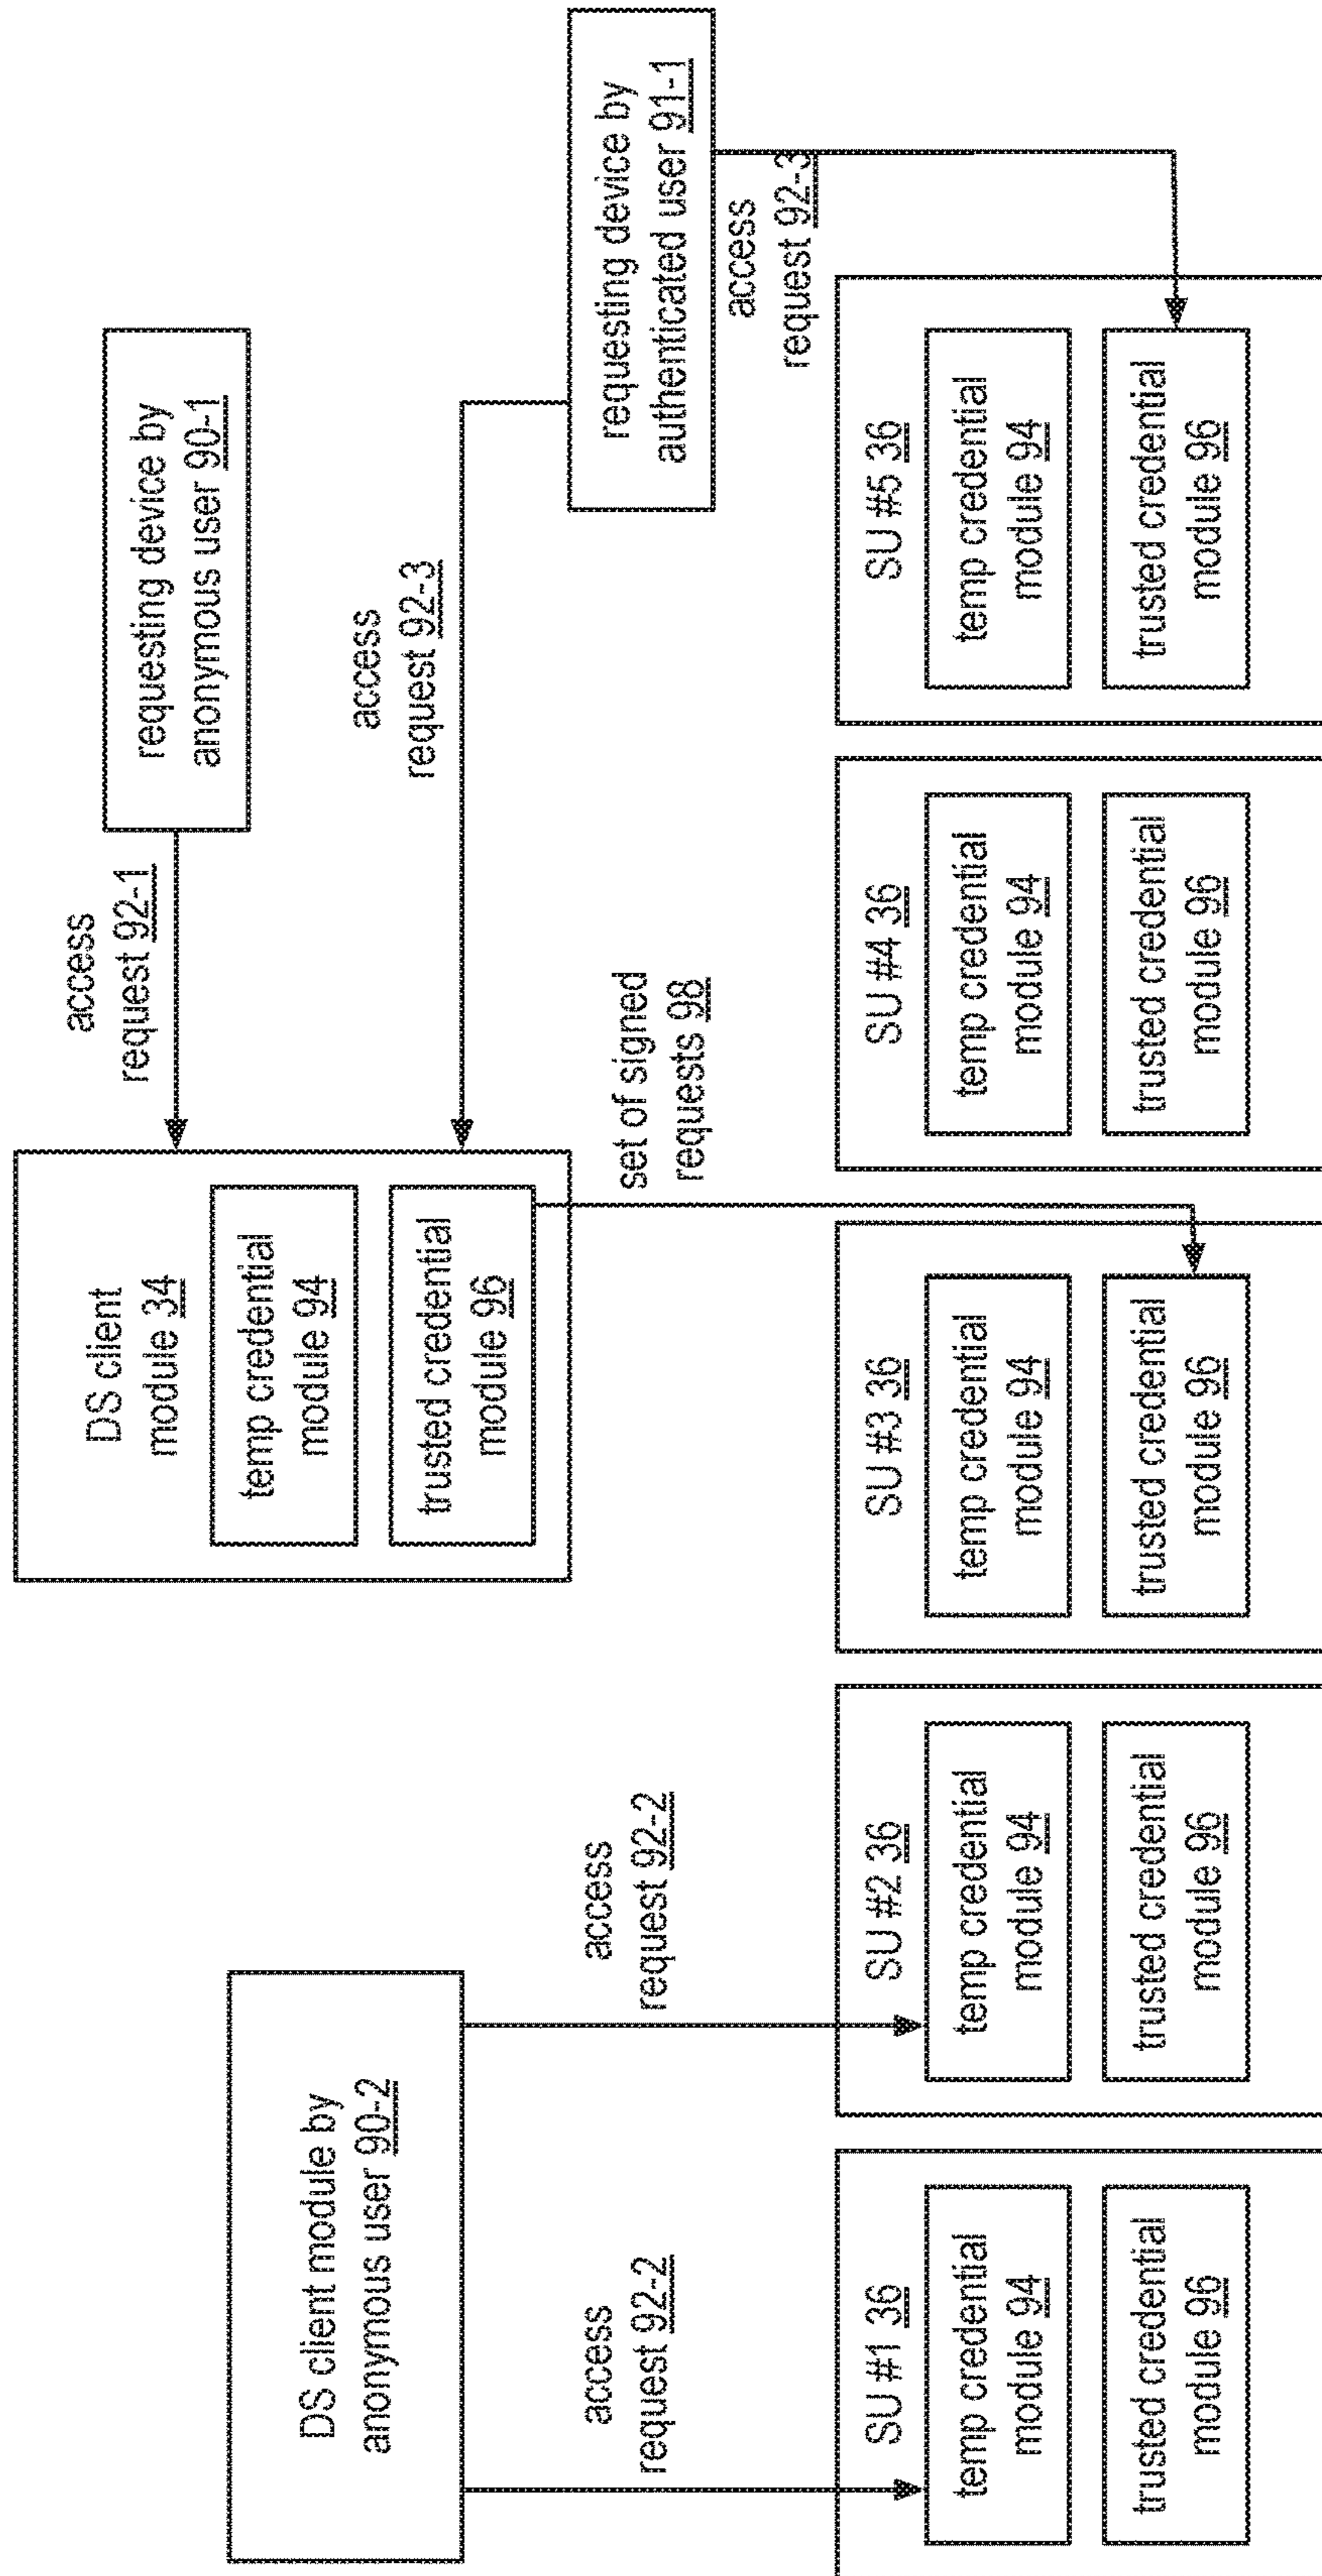 DS client
module 34
temp credential
module 94
trusted credential
module 96
access
request 92-1
requesting device by
anonymous user 90-1
DS client module by
anonymous user 90-2
access
request 92-3
requesting device by
authenticated user 91-1
access
request 92-2
access
request 92-2
set of signed
requests 98
access
request 92-3
SU #1 36
temp credential
module 94
trusted credential
module 96
SU #2 36
temp credential
module 94
trusted credential
module 96
SU #3 36
temp credential
module 94
trusted credential
module 96
SU #4 36
temp credential
module 94
trusted credential
module 96
SU #5 36
temp credential
module 94
trusted credential
module 96